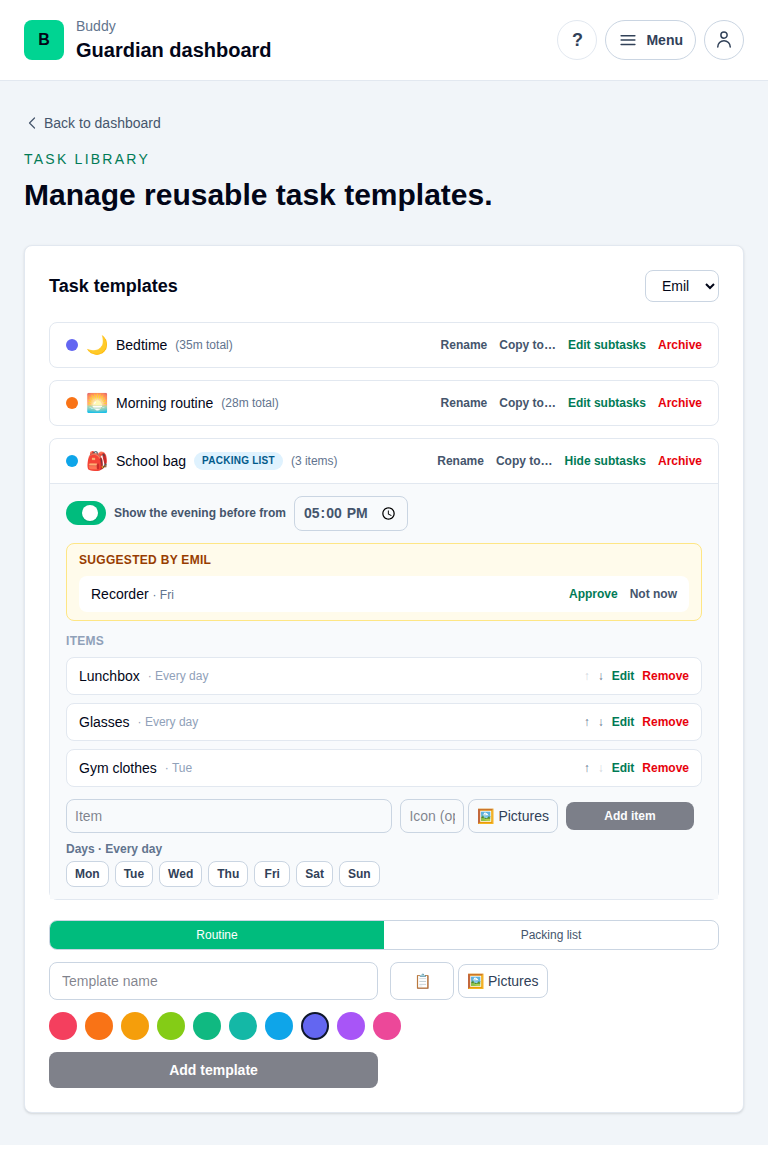 B
Buddy
Guardian dashboard
?
Menu
Back to dashboard
TASK LIBRARY
Manage reusable task templates.
Task templates
Emil
Bedtime (35m total) Rename Copy to… Edit subtasks Archive
Morning routine (28m total) Rename Copy to… Edit subtasks Archive
School bag PACKING LIST (3 items) Rename Copy to… Hide subtasks Archive
Show the evening before from 05:00 PM
SUGGESTED BY EMIL
Recorder · Fri Approve Not now
ITEMS
Lunchbox · Every day ↑ ↓ Edit Remove
Glasses · Every day ↑ ↓ Edit Remove
Gym clothes · Tue ↑ ↓ Edit Remove
Item Icon (op Pictures Add item
Days · Every day
Mon Tue Wed Thu Fri Sat Sun
Routine Packing list
Template name Pictures
Add template